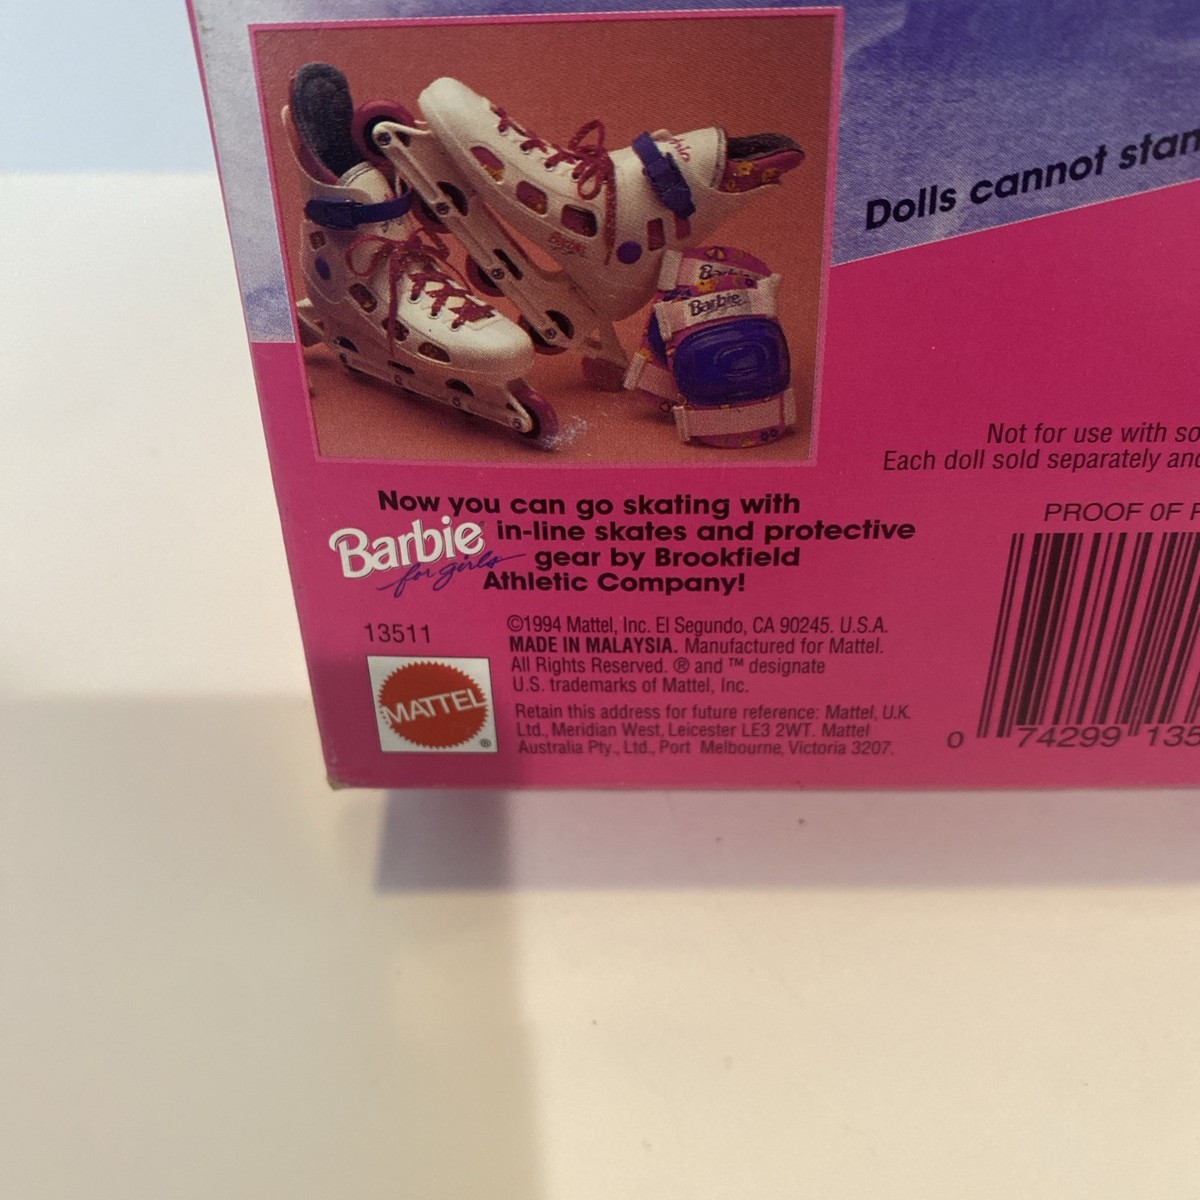 Barbie
Barbie
Dolls cannot
Not for use with
Each doll sold separately
Now you can go skating with
Barbie for girls in-line skates and protective
gear by Brookfield
Athletic Company!
PROOF OF
13511
©1994 Mattel, Inc. El Segundo, CA 90245. U.S.A.
MADE IN MALAYSIA. Manufactured for Mattel.
All Rights Reserved. ® and ™ designate
U.S. trademarks of Mattel, Inc.
MATTEL®
Retain this address for future reference: Mattel, U.K.
Ltd., Meridian West, Leicester LE3 2WT. Mattel
Australia Pty., Ltd., Port Melbourne, Victoria 3207.
0 74299 135